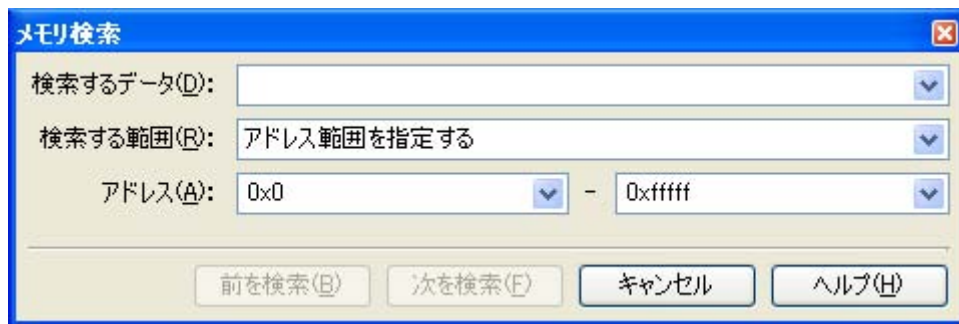 メモリ検索
検索するデータ(D):
検索する範囲(R): アドレス範囲を指定する
アドレス(A): 0x0 - 0xfffff
前を検索(B) 次を検索(F) キャンセル ヘルプ(H)